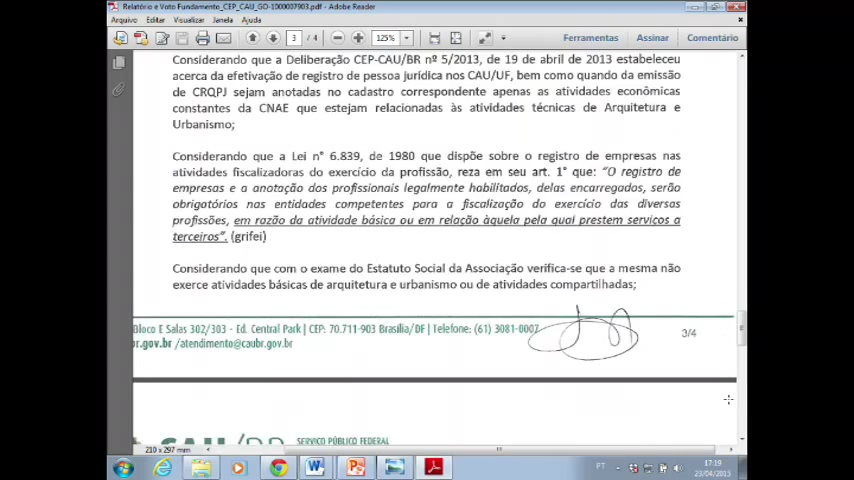 Relatório e Voto Fundamento_CEP_CAU_GO-1000007903.pdf - Adobe Reader
Arquivo Editar Visualizar Janela Ajuda
3 / 4 125% Ferramentas Assinar Comentário
Considerando que a Deliberação CEP-CAU/BR nº 5/2013, de 19 de abril de 2013 estabeleceu
acerca da efetivação de registro de pessoa jurídica nos CAU/UF, bem como quando da emissão
de CRQPJ sejam anotadas no cadastro correspondente apenas as atividades econômicas
constantes da CNAE que estejam relacionadas às atividades técnicas de Arquitetura e
Urbanismo;
Considerando que a Lei n° 6.839, de 1980 que dispõe sobre o registro de empresas nas
atividades fiscalizadoras do exercício da profissão, reza em seu art. 1° que: “O registro de
empresas e a anotação dos profissionais legalmente habilitados, delas encarregados, serão
obrigatórios nas entidades competentes para a fiscalização do exercício das diversas
profissões, em razão da atividade básica ou em relação àquela pela qual prestem serviços a
terceiros”. (grifei)
Considerando que com o exame do Estatuto Social da Associação verifica-se que a mesma não
exerce atividades básicas de arquitetura e urbanismo ou de atividades compartilhadas;
Bloco E Salas 302/303 - Ed. Central Park | CEP: 70.711-903 Brasília/DF | Telefone: (61) 3081-0007
br.gov.br /atendimento@caubr.gov.br
3/4
SERVIÇO PÚBLICO FEDERAL
210 x 297 mm
PT 17:19
23/04/2015